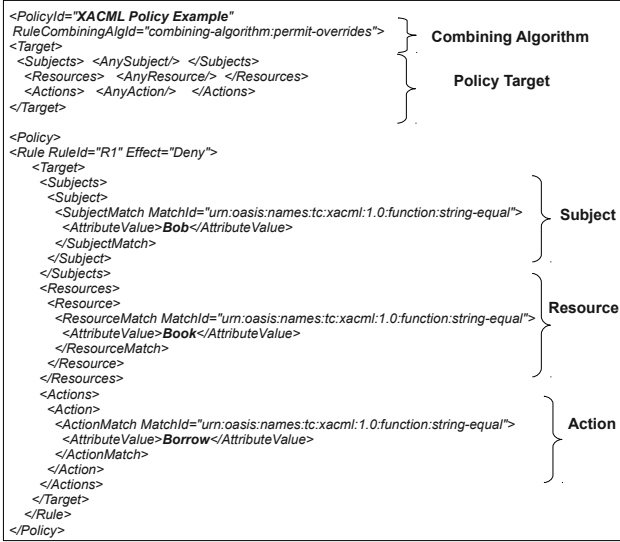 <PolicyId="XACML Policy Example"
RuleCombiningAlgId="combining-algorithm:permit-overrides">
Combining Algorithm
<Target>
<Subjects> <AnySubject/> </Subjects>
<Resources> <AnyResource/> </Resources>
Policy Target
<Actions> <AnyAction/> </Actions>
</Target>
<Policy>
<Rule RuleId="R1" Effect="Deny">
<Target>
<Subjects>
<Subject>
<SubjectMatch MatchId="urn:oasis:names:tc:xacml:1.0:function:string-equal">
Subject
<AttributeValue>Bob</AttributeValue>
</SubjectMatch>
</Subject>
</Subjects>
<Resources>
<Resource>
Resource
<ResourceMatch MatchId="urn:oasis:names:tc:xacml:1.0:function:string-equal">
<AttributeValue>Book</AttributeValue>
</ResourceMatch>
</Resource>
</Resources>
<Actions>
<Action>
<ActionMatch MatchId="urn:oasis:names:tc:xacml:1.0:function:string-equal">
Action
<AttributeValue>Borrow</AttributeValue>
</ActionMatch>
</Action>
</Actions>
</Target>
</Rule>
</Policy>